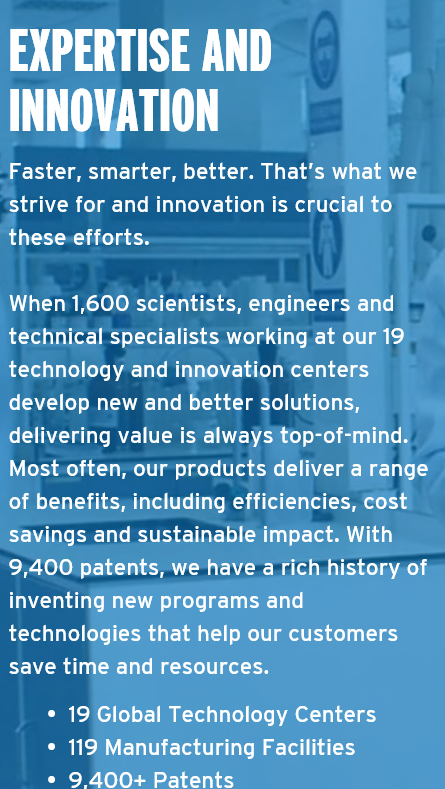 EXPERTISE AND
INNOVATION
Faster, smarter, better. That's what we
strive for and innovation is crucial to
these efforts.
When 1,600 scientists, engineers and
technical specialists working at our 19
technology and innovation centers
develop new and better solutions,
delivering value is always top-of-mind.
Most often, our products deliver a range
of benefits, including efficiencies, cost
savings and sustainable impact. With
9,400 patents, we have a rich history of
inventing new programs and
technologies that help our customers
save time and resources.
• 19 Global Technology Centers
• 119 Manufacturing Facilities
• 9,400+ Patents